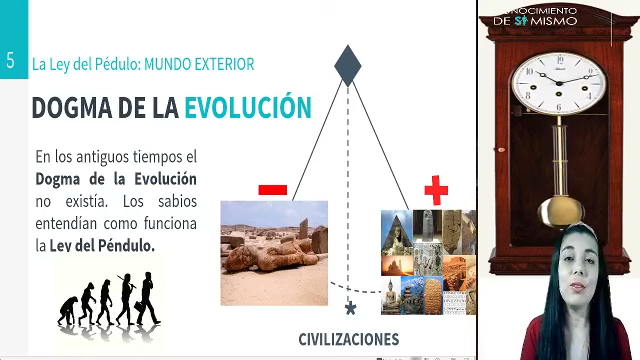 CONOCIMIENTO
DE SÍ MISMO
5
La Ley del Pédulo: MUNDO EXTERIOR
DOGMA DE LA EVOLUCIÓN
En los antiguos tiempos el
Dogma de la Evolución
no existía. Los sabios
entendían como funciona
la Ley del Péndulo.
CIVILIZACIONES